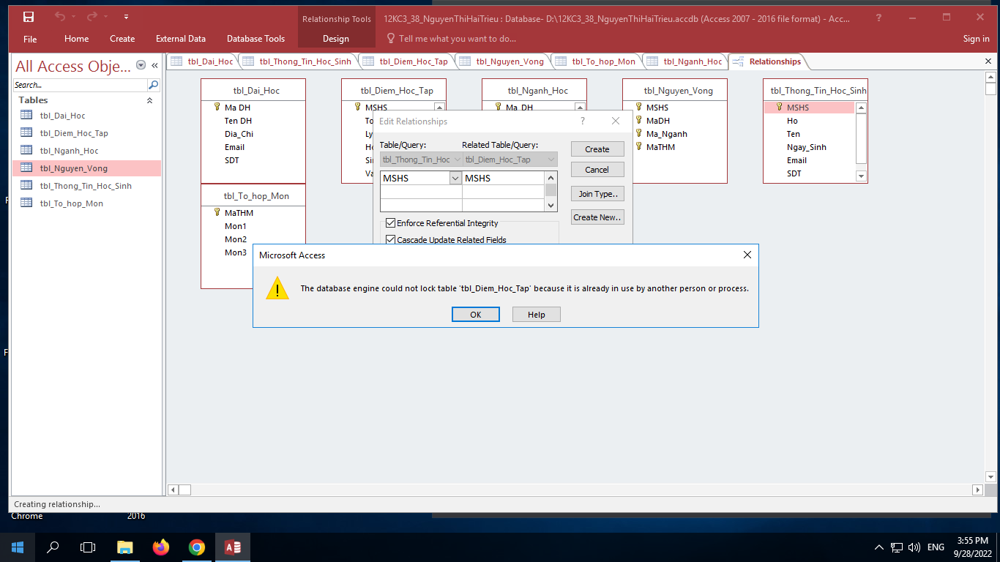 Relationship Tools
12KC3_38_NguyenThiHaiTrieu : Database- D:\12KC3_38_NguyenThiHaiTrieu.accdb (Access 2007 - 2016 file format) - Acc...
?
File
Home
Create
External Data
Database Tools
Design
Tell me what you want to do...
Sign in
All Access Obje...
«
Search...
Tables
tbl_Dai_Hoc
tbl_Diem_Hoc_Tap
tbl_Nganh_Hoc
tbl_Nguyen_Vong
tbl_Thong_Tin_Hoc_Sinh
tbl_To_hop_Mon
tbl_Dai_Hoc
tbl_Thong_Tin_Hoc_Sinh
tbl_Diem_Hoc_Tap
tbl_Nguyen_Vong
tbl_To_hop_Mon
tbl_Nganh_Hoc
Relationships
tbl_Dai_Hoc
Ma DH
Ten DH
Dia_Chi
Email
SDT
tbl_To_hop_Mon
MaTHM
Mon1
Mon2
Mon3
tbl_Diem_Hoc_Tap
MSHS
To
Ly
Ho
Sin
Va
tbl_Nganh_Hoc
Ma_DH
tbl_Nguyen_Vong
MSHS
MaDH
Ma_Nganh
MaTHM
tbl_Thong_Tin_Hoc_Sinh
MSHS
Ho
Ten
Ngay_Sinh
Email
SDT
Edit Relationships
?
Table/Query:
Related Table/Query:
tbl_Thong_Tin_Hoc
tbl_Diem_Hoc_Tap
MSHS
MSHS
Create
Cancel
Join Type..
Create New..
Enforce Referential Integrity
Cascade Update Related Fields
Microsoft Access
The database engine could not lock table 'tbl_Diem_Hoc_Tap' because it is already in use by another person or process.
OK
Help
Creating relationship...
Chrome
2016
ENG
3:55 PM
9/28/2022